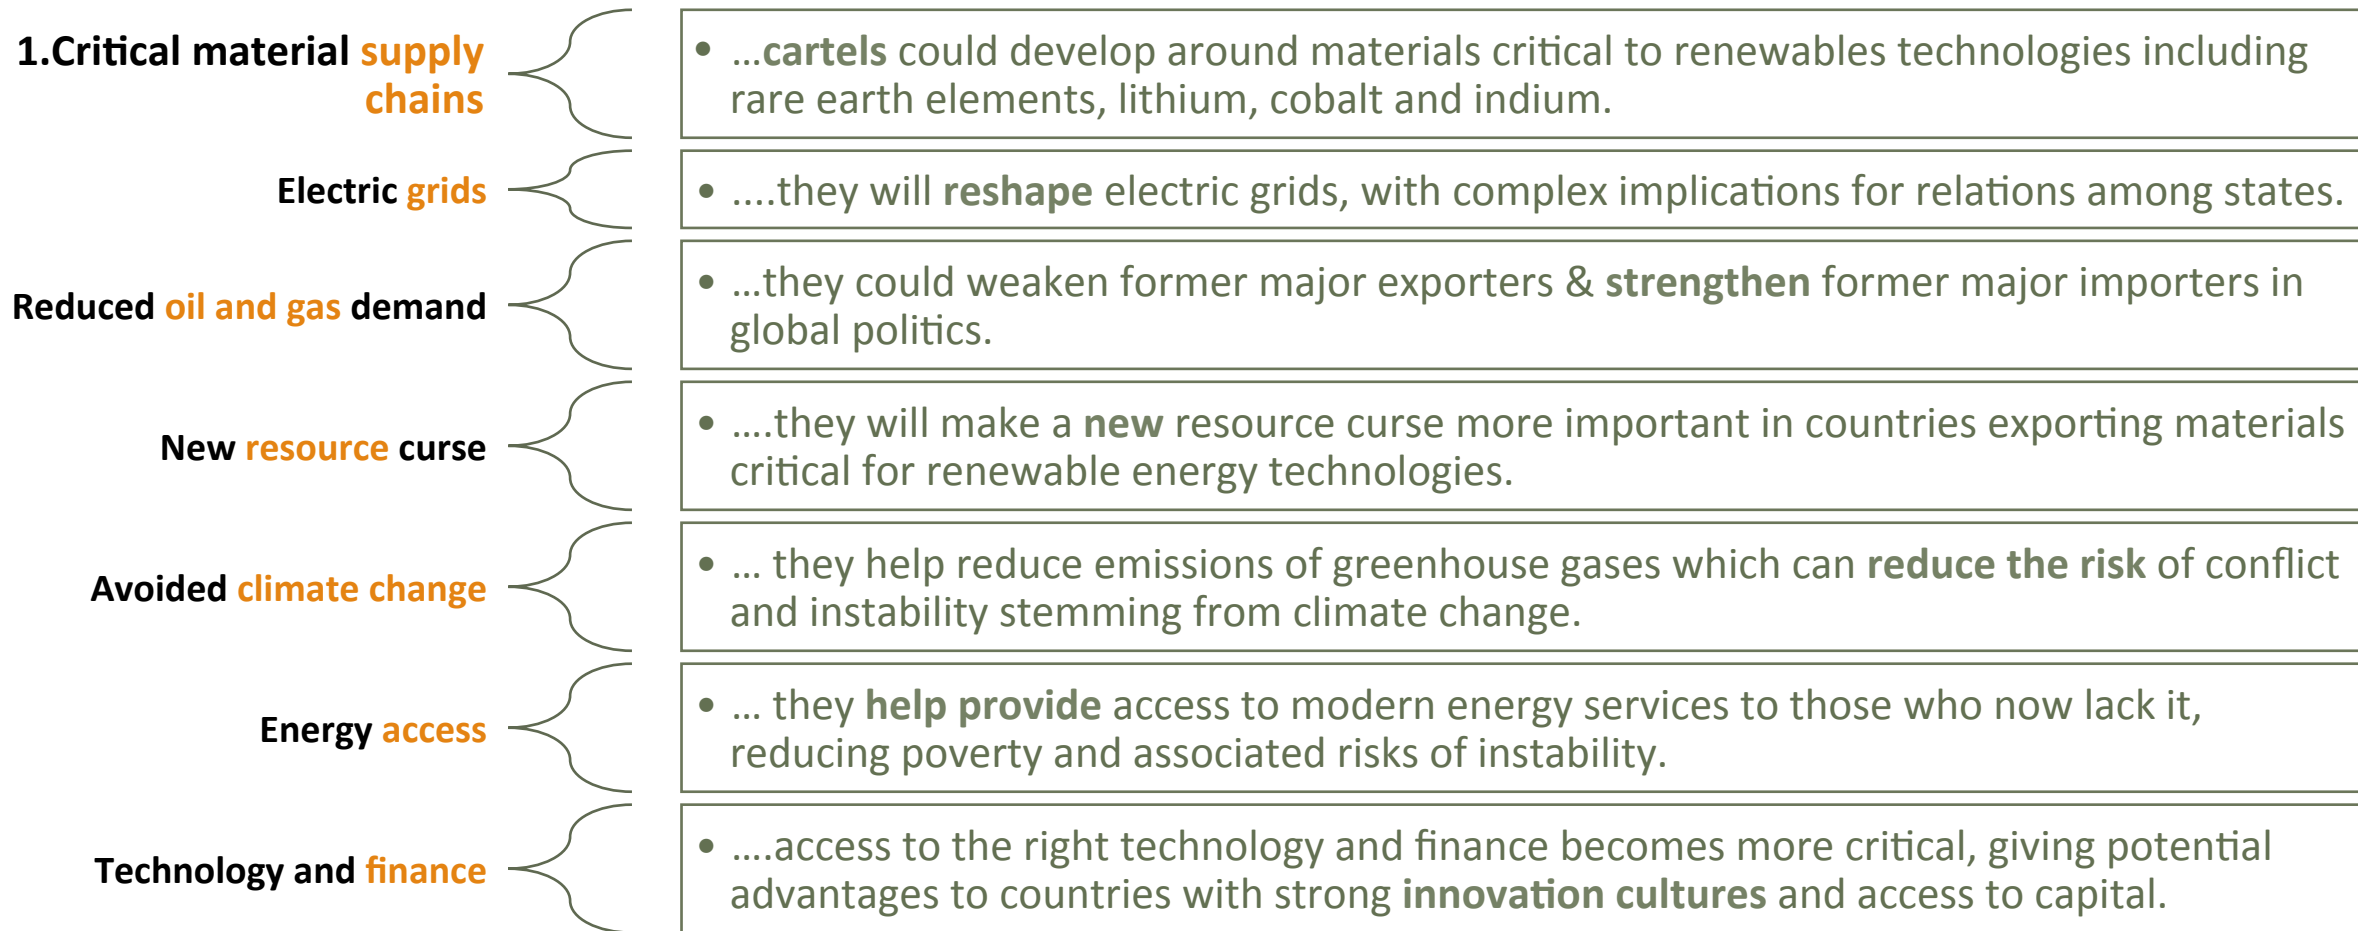 1.Critical material supply
chains
• ...cartels could develop around materials critical to renewables technologies including
rare earth elements, lithium, cobalt and indium.
Electric grids
• ....they will reshape electric grids, with complex implications for relations among states.
Reduced oil and gas demand
• ...they could weaken former major exporters & strengthen former major importers in
global politics.
New resource curse
• ....they will make a new resource curse more important in countries exporting materials
critical for renewable energy technologies.
Avoided climate change
• ... they help reduce emissions of greenhouse gases which can reduce the risk of conflict
and instability stemming from climate change.
Energy access
• ... they help provide access to modern energy services to those who now lack it,
reducing poverty and associated risks of instability.
Technology and finance
• ....access to the right technology and finance becomes more critical, giving potential
advantages to countries with strong innovation cultures and access to capital.